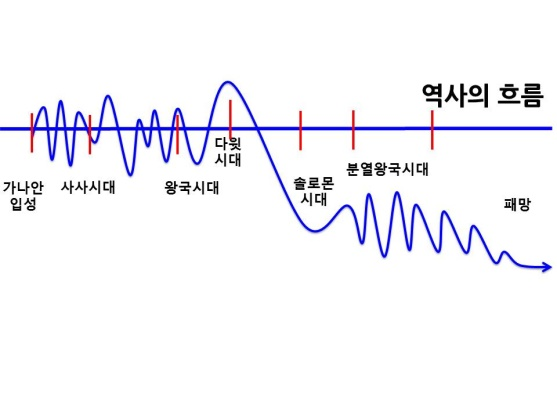 역사의 흐름
가나안
입성
사사시대
왕국시대
다윗
시대
솔로몬
시대
분열왕국시대
패망